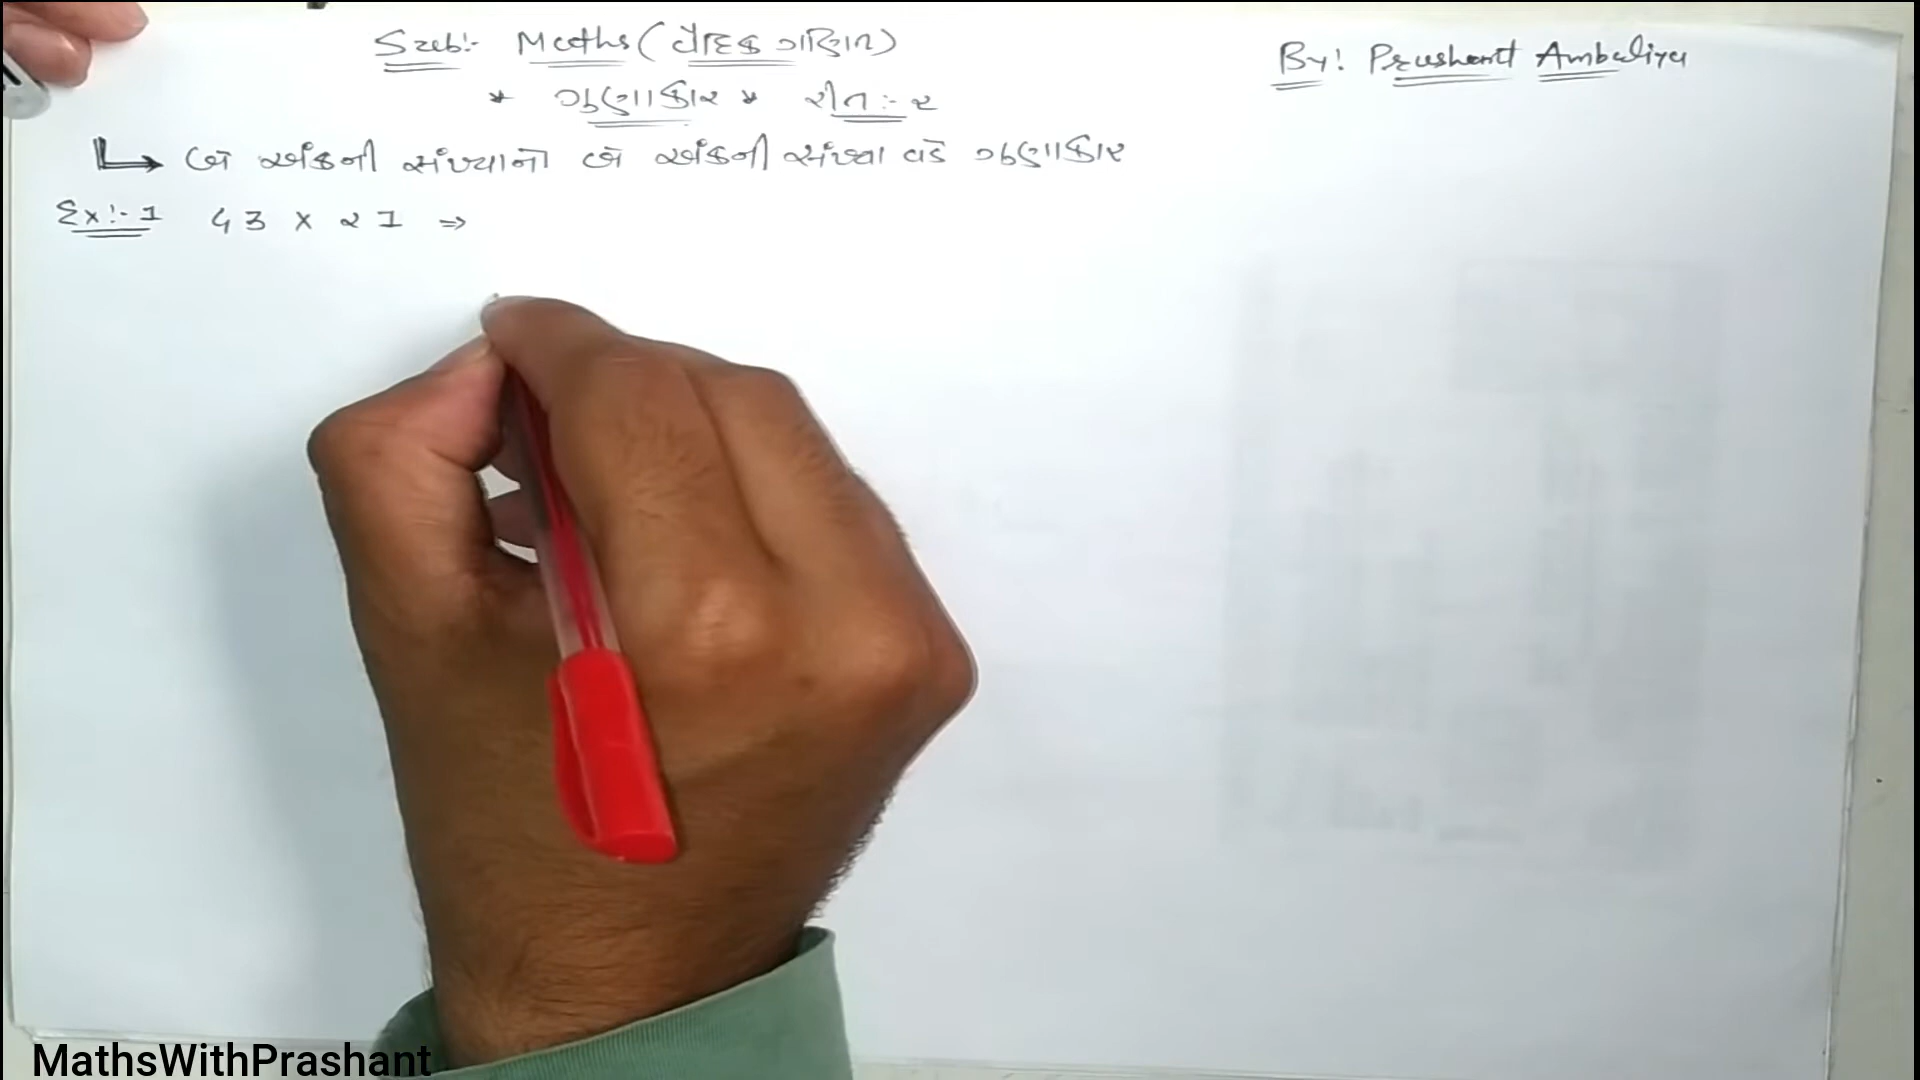 Sub:- Maths (વૈદિક ગણિત)
By: Prashant Ambaliya
* ગુણાકાર * રીત :- ૨
↳ બે અંકની સંખ્યાનો બે અંકની સંખ્યા વડે ગુણાકાર
Ex:- 1 43 x 21 ⇒
MathsWithPrashant